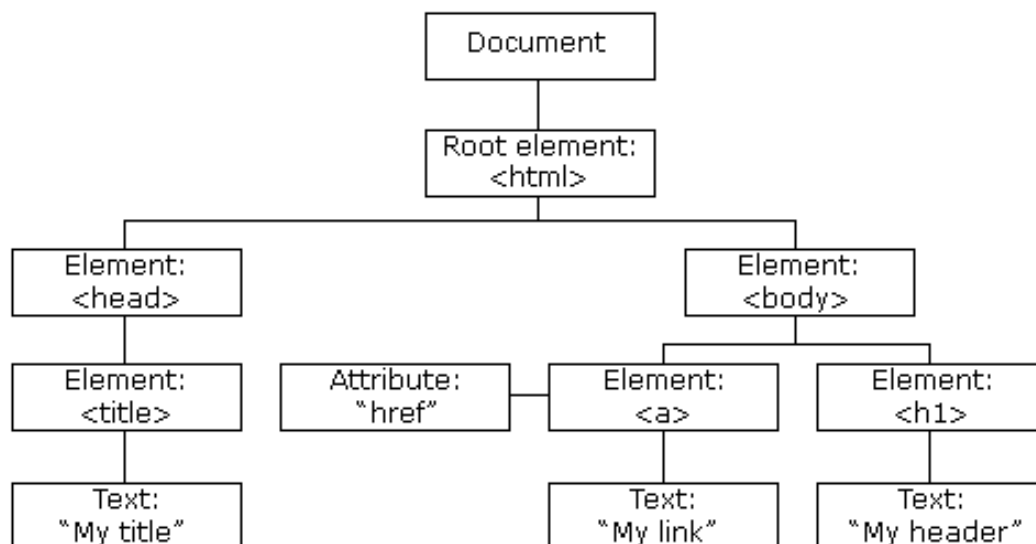 Document
Root element:
<html>
Element:
<head>
Element:
<body>
Element:
<title>
Attribute:
“href”
Element:
<a>
Element:
<h1>
Text:
“My title”
Text:
“My link”
Text:
“My header”